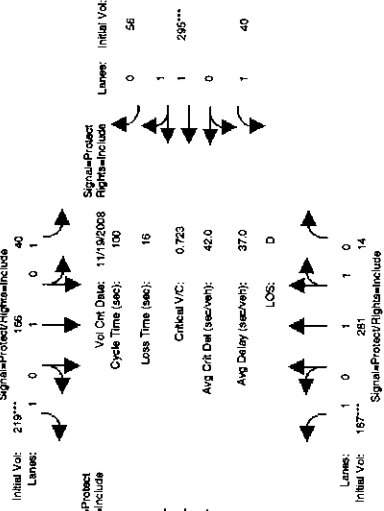 Signal=Protect/Rights=Include
Initial Vol: 219*** 156 40
Lanes: 1 0 1 0 1
Signal=Protect
Rights=Include
Lanes: Initial Vol:
Protect
=Include
Vol Cnt Date: 11/19/2008
Cycle Time (sec): 100
0 56
Loss Time (sec): 16
1
Critical V/C: 0.723
1 295***
Avg Crit Del (sec/veh): 42.0
0
Avg Delay (sec/veh): 37.0
1 40
LOS: D
Lanes: 1 0 1 1 0
Initial Vol: 167*** 281 14
Signal=Protect/Rights=Include